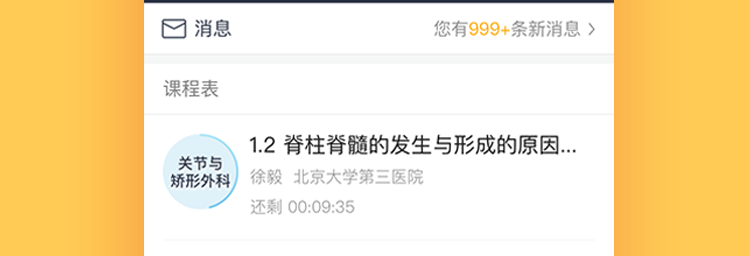 消息
您有999+条新消息
课程表
关节与
矫形外科
1.2 脊柱脊髓的发生与形成的原因...
徐毅 北京大学第三医院
还剩 00:09:35